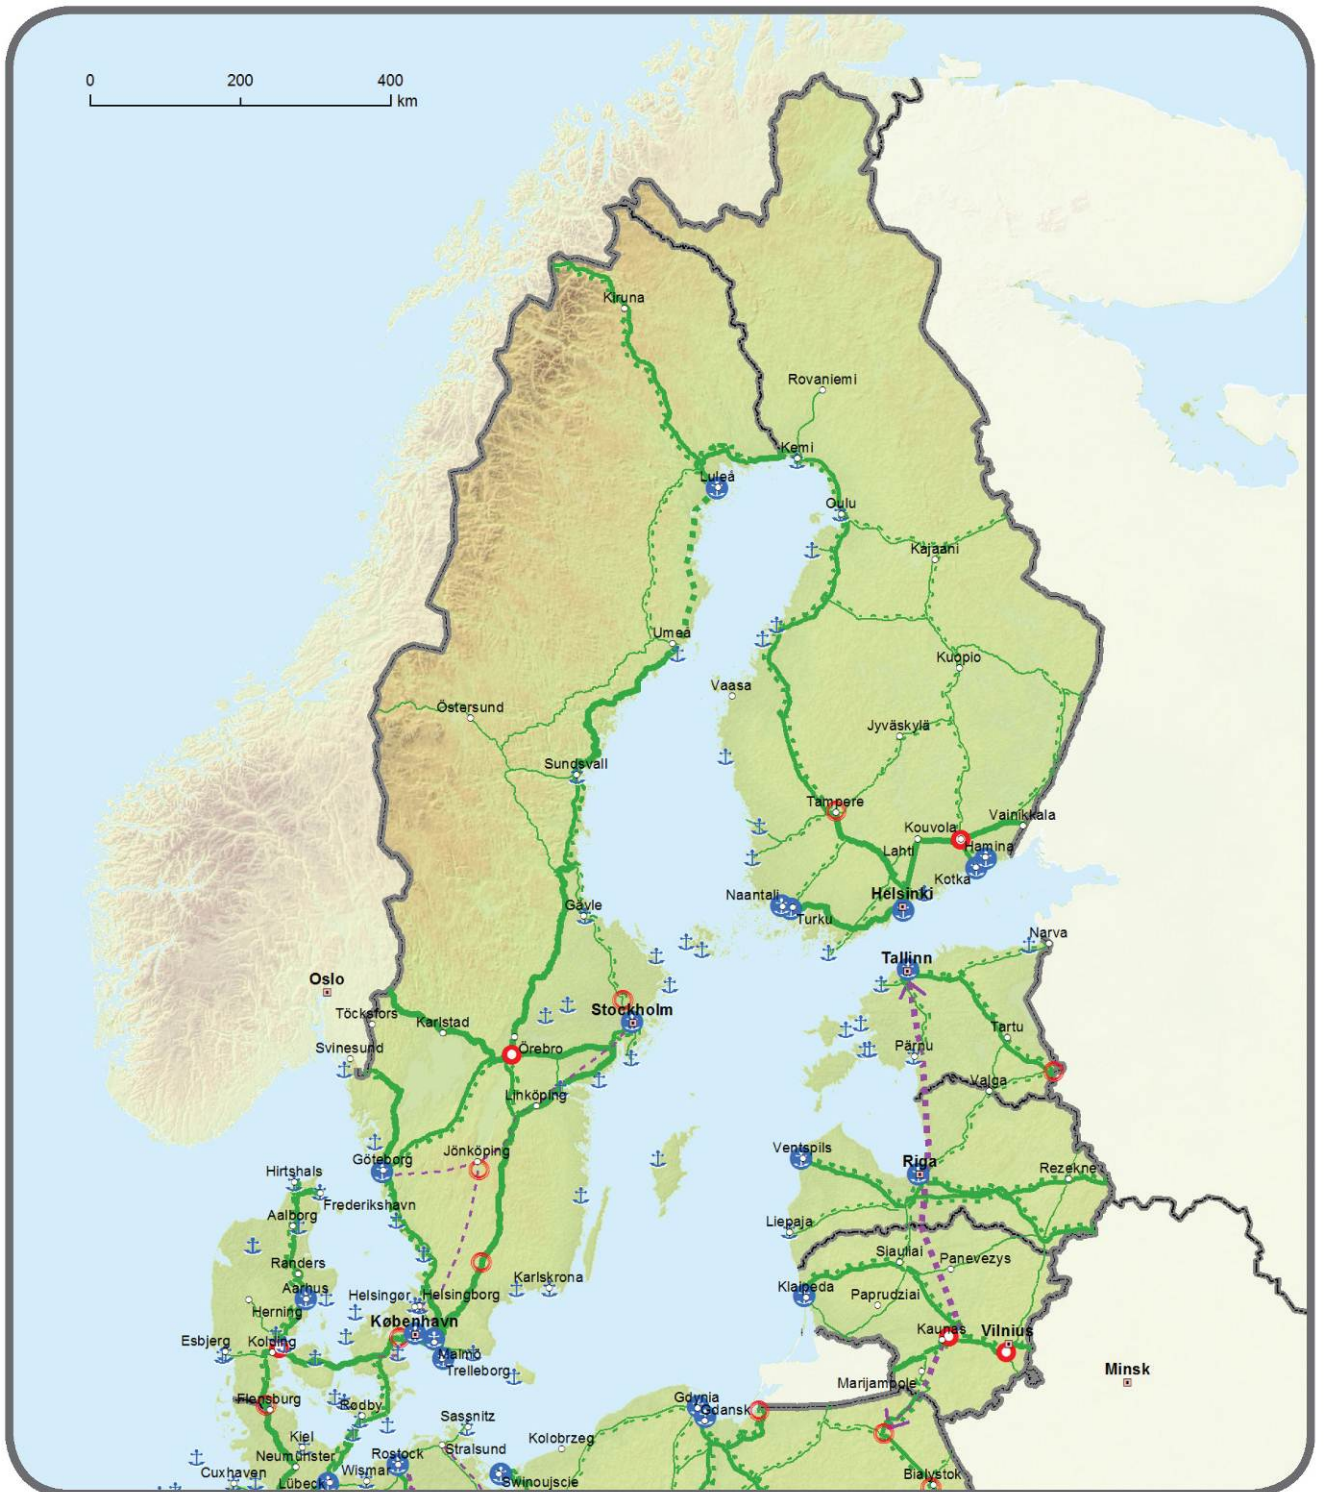 0 200 400
km
Kiruna
Rovaniemi
Kemi
Luleå
Oulu
Kajaani
Umeå
Kuopio
Vaasa
Östersund
Jyväskylä
Sundsvall
Tampere
Vainikkala
Kouvola
Hamina
Lahti
Kotka
Naantali
Helsinki
Gävle
Turku
Narva
Tallinn
Oslo
Stockholm
Töcksfors
Karlstad
Tartu
Svinesund
Örebro
Pärnu
Valga
Linköping
Ventspils
Jönköping
Göteborg
Riga
Rezekne
Hirtshals
Frederikshavn
Aalborg
Liepaja
Siauliai
Panevezys
Randers
Karlskrona
Aarhus
Helsingør
Helsingborg
Klaipeda
Paprudziai
Herning
København
Kaunas
Vilnius
Esbjerg
Kolding
Malmö
Trelleborg
Minsk
Marijampole
Flensburg
Gdynia
Gdansk
Rødby
Sassnitz
Kiel
Kolobrzeg
Stralsund
Neumünster
Rostock
Cuxhaven
Wismar
Bialystok
Lübeck
Swinoujscie